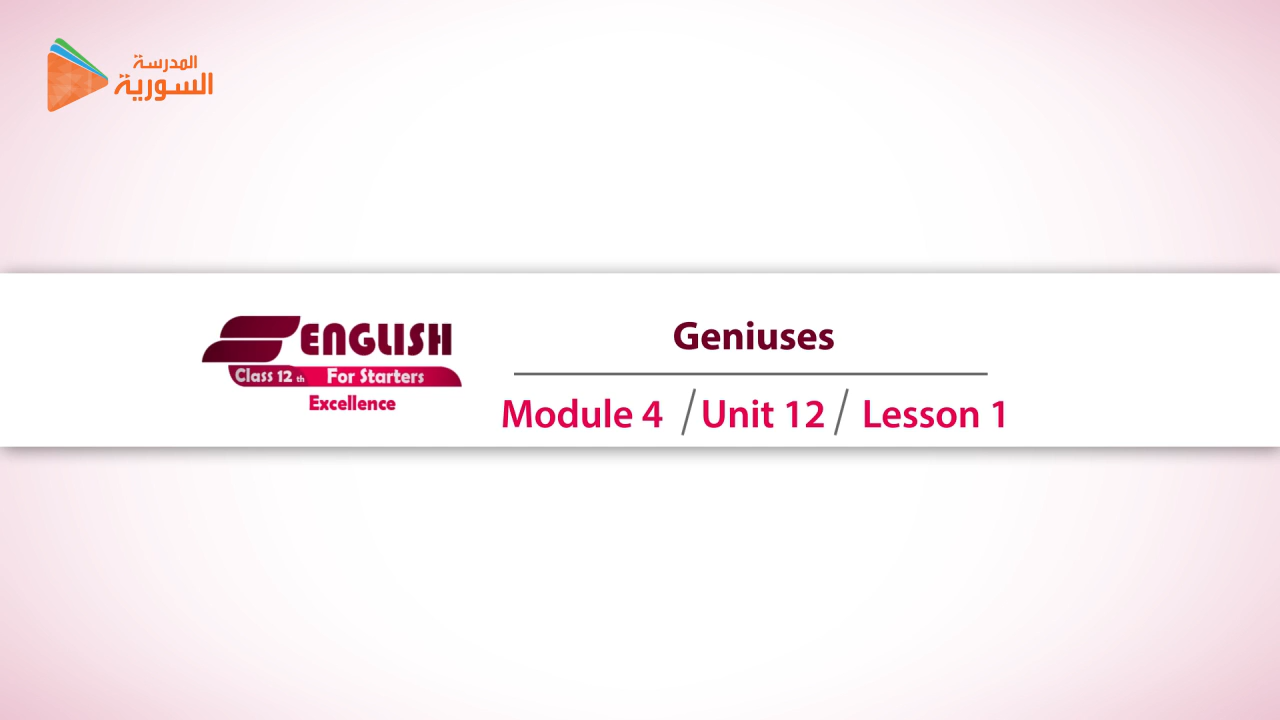 المدرسة
السورية
ENGLISH
Class 12 th For Starters
Excellence
Geniuses
Module 4 / Unit 12 / Lesson 1